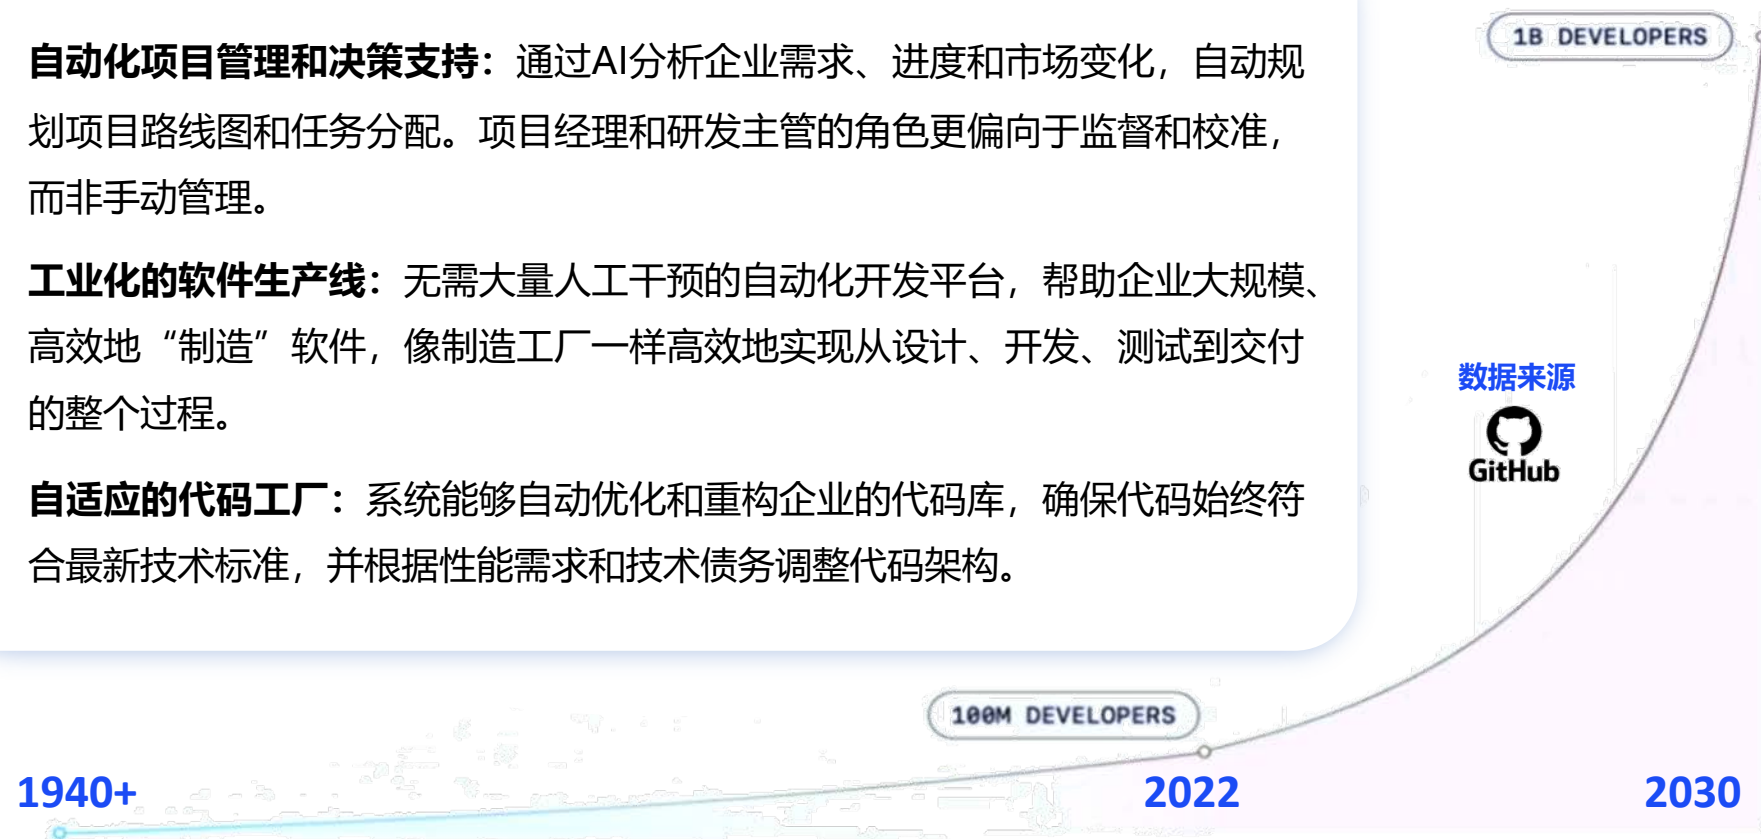 自动化项目管理和决策支持：通过AI分析企业需求、进度和市场变化，自动规
划项目路线图和任务分配。项目经理和研发主管的角色更偏向于监督和校准，
而非手动管理。
工业化的软件生产线：无需大量人工干预的自动化开发平台，帮助企业大规模、
高效地“制造”软件，像制造工厂一样高效地实现从设计、开发、测试到交付
的整个过程。
自适应的代码工厂：系统能够自动优化和重构企业的代码库，确保代码始终符
合最新技术标准，并根据性能需求和技术债务调整代码架构。
1B DEVELOPERS
数据来源
GitHub
100M DEVELOPERS
1940+
2022
2030